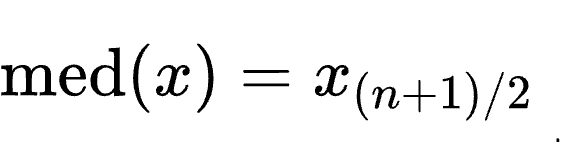 med(x) = x_{(n+1)/2} .